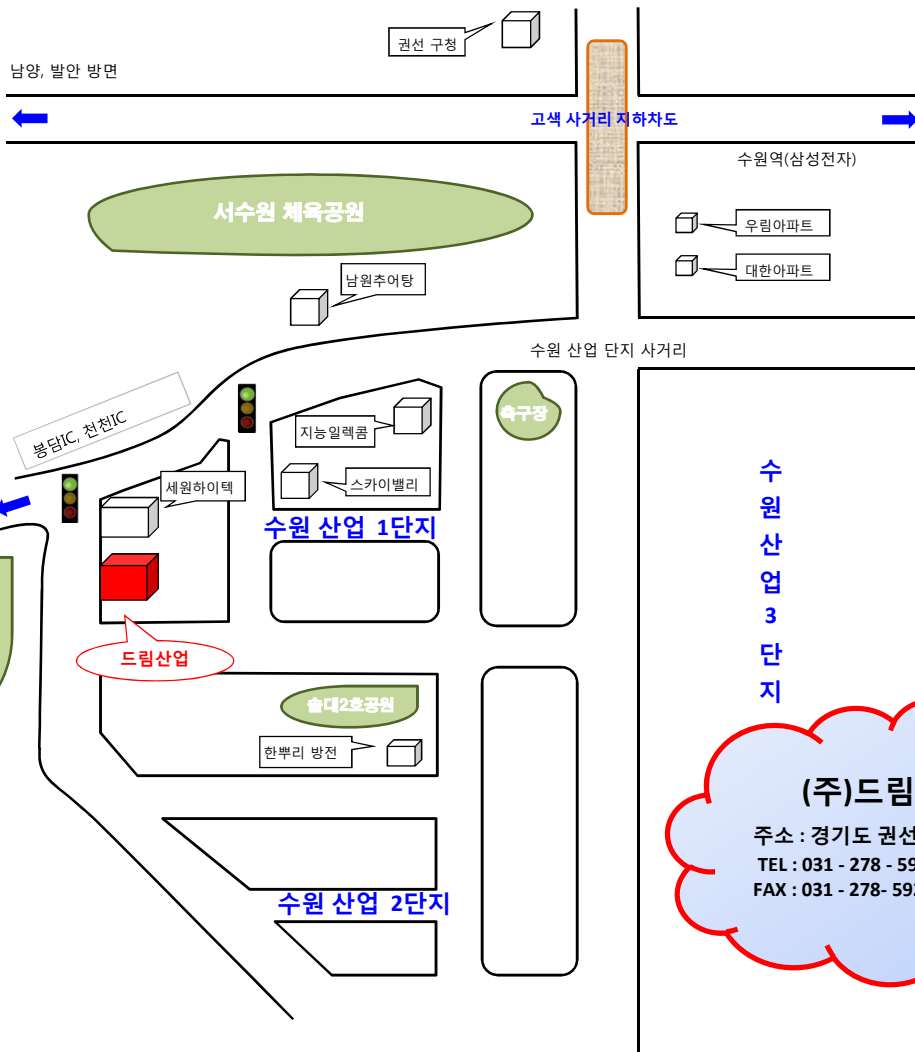 권선 구청
남양, 발안 방면
고색 사거리 지하차도
수원역(삼성전자)
서수원 체육공원
우림아파트
대한아파트
남원추어탕
수원 산업 단지 사거리
봉담IC, 천천IC
축구장
지능일렉콤
스카이밸리
세원하이텍
수원 산업 1단지
수
원
산
업
3
단
지
드림산업
솔대2호공원
한뿌리 방전
(주)드림
주소 : 경기도 권선
TEL : 031 - 278 - 59
FAX : 031 - 278- 59
수원 산업 2단지